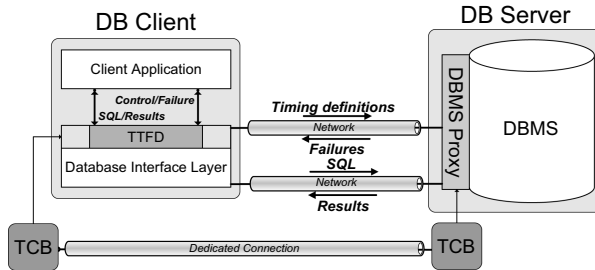 DB Client
DB Server
Client Application
Control/Failure
SQL/Results
TTFD
Database Interface Layer
Timing definitions
Network
Failures
SQL
Network
Results
DBMS Proxy
DBMS
TCB
Dedicated Connection
TCB